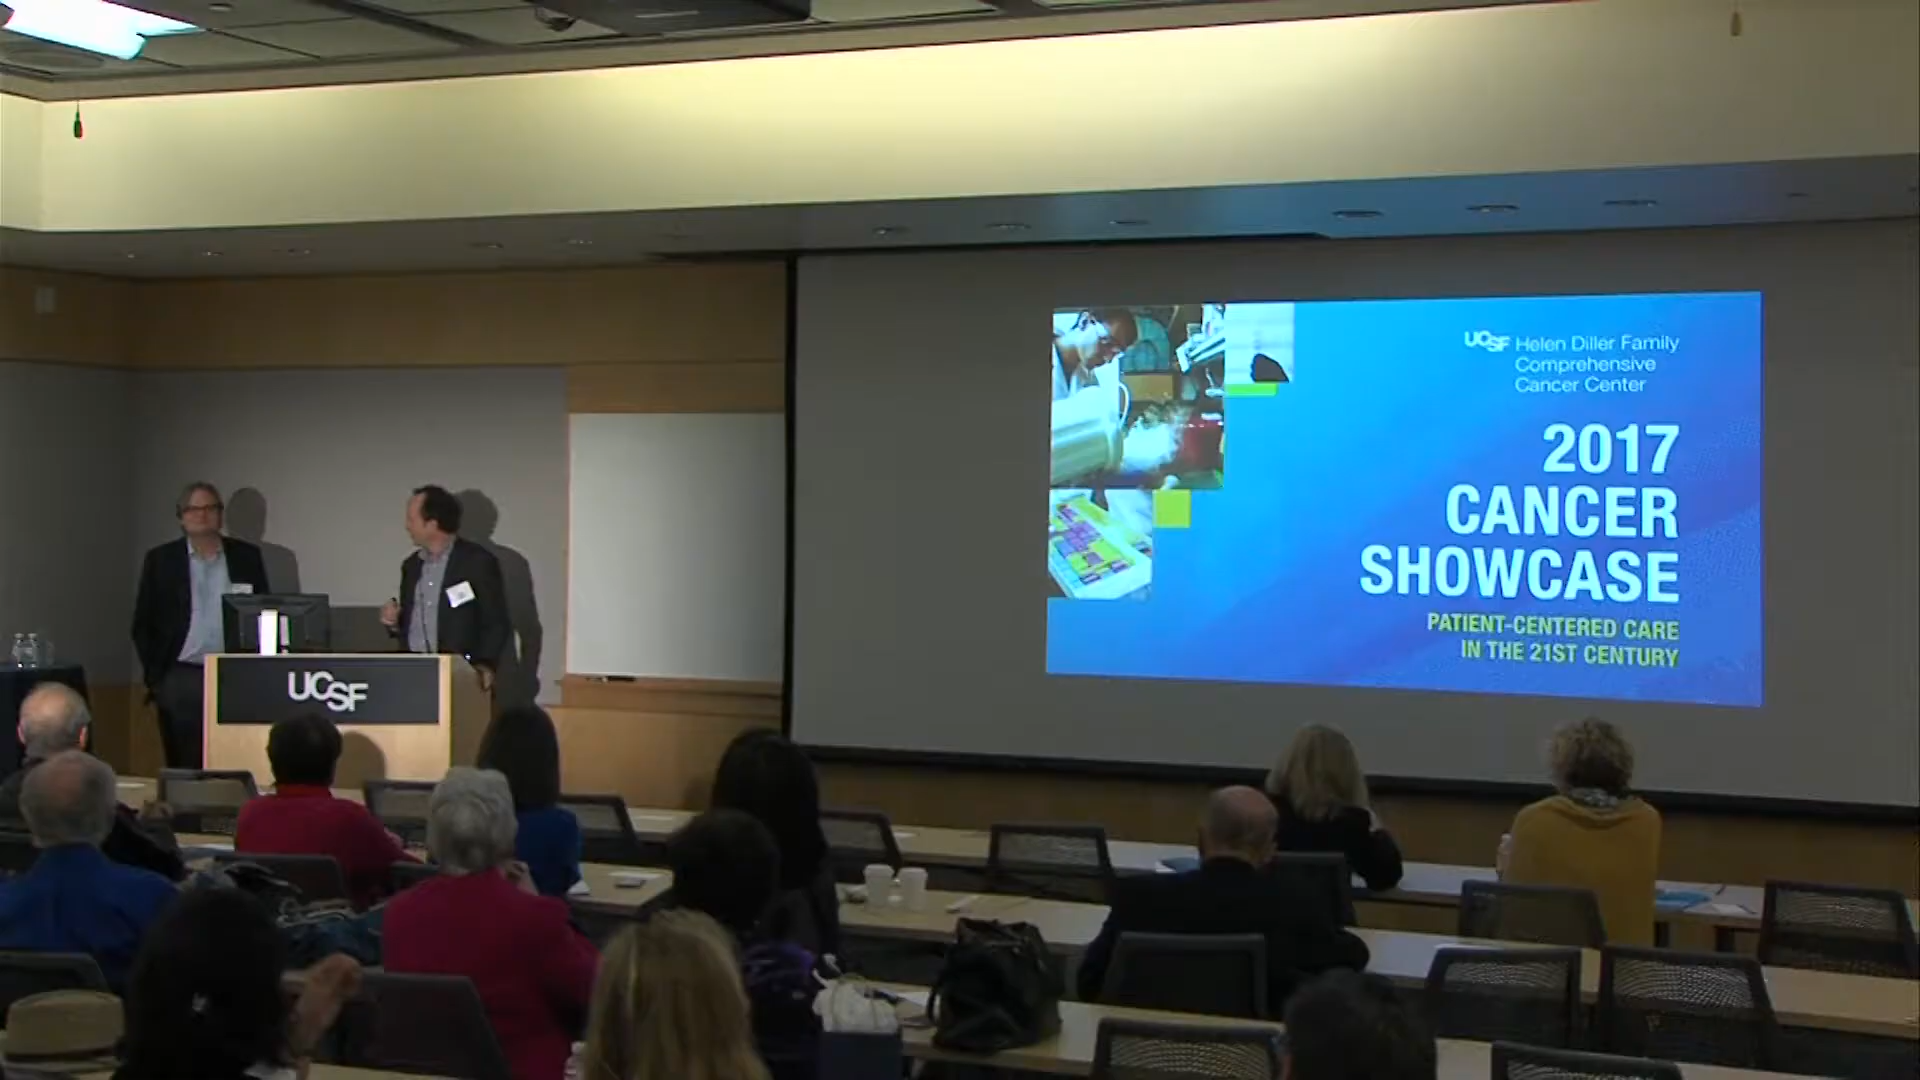 UCSF Helen Diller Family
Comprehensive
Cancer Center
2017
CANCER
SHOWCASE
PATIENT-CENTERED CARE
IN THE 21ST CENTURY
UCSF